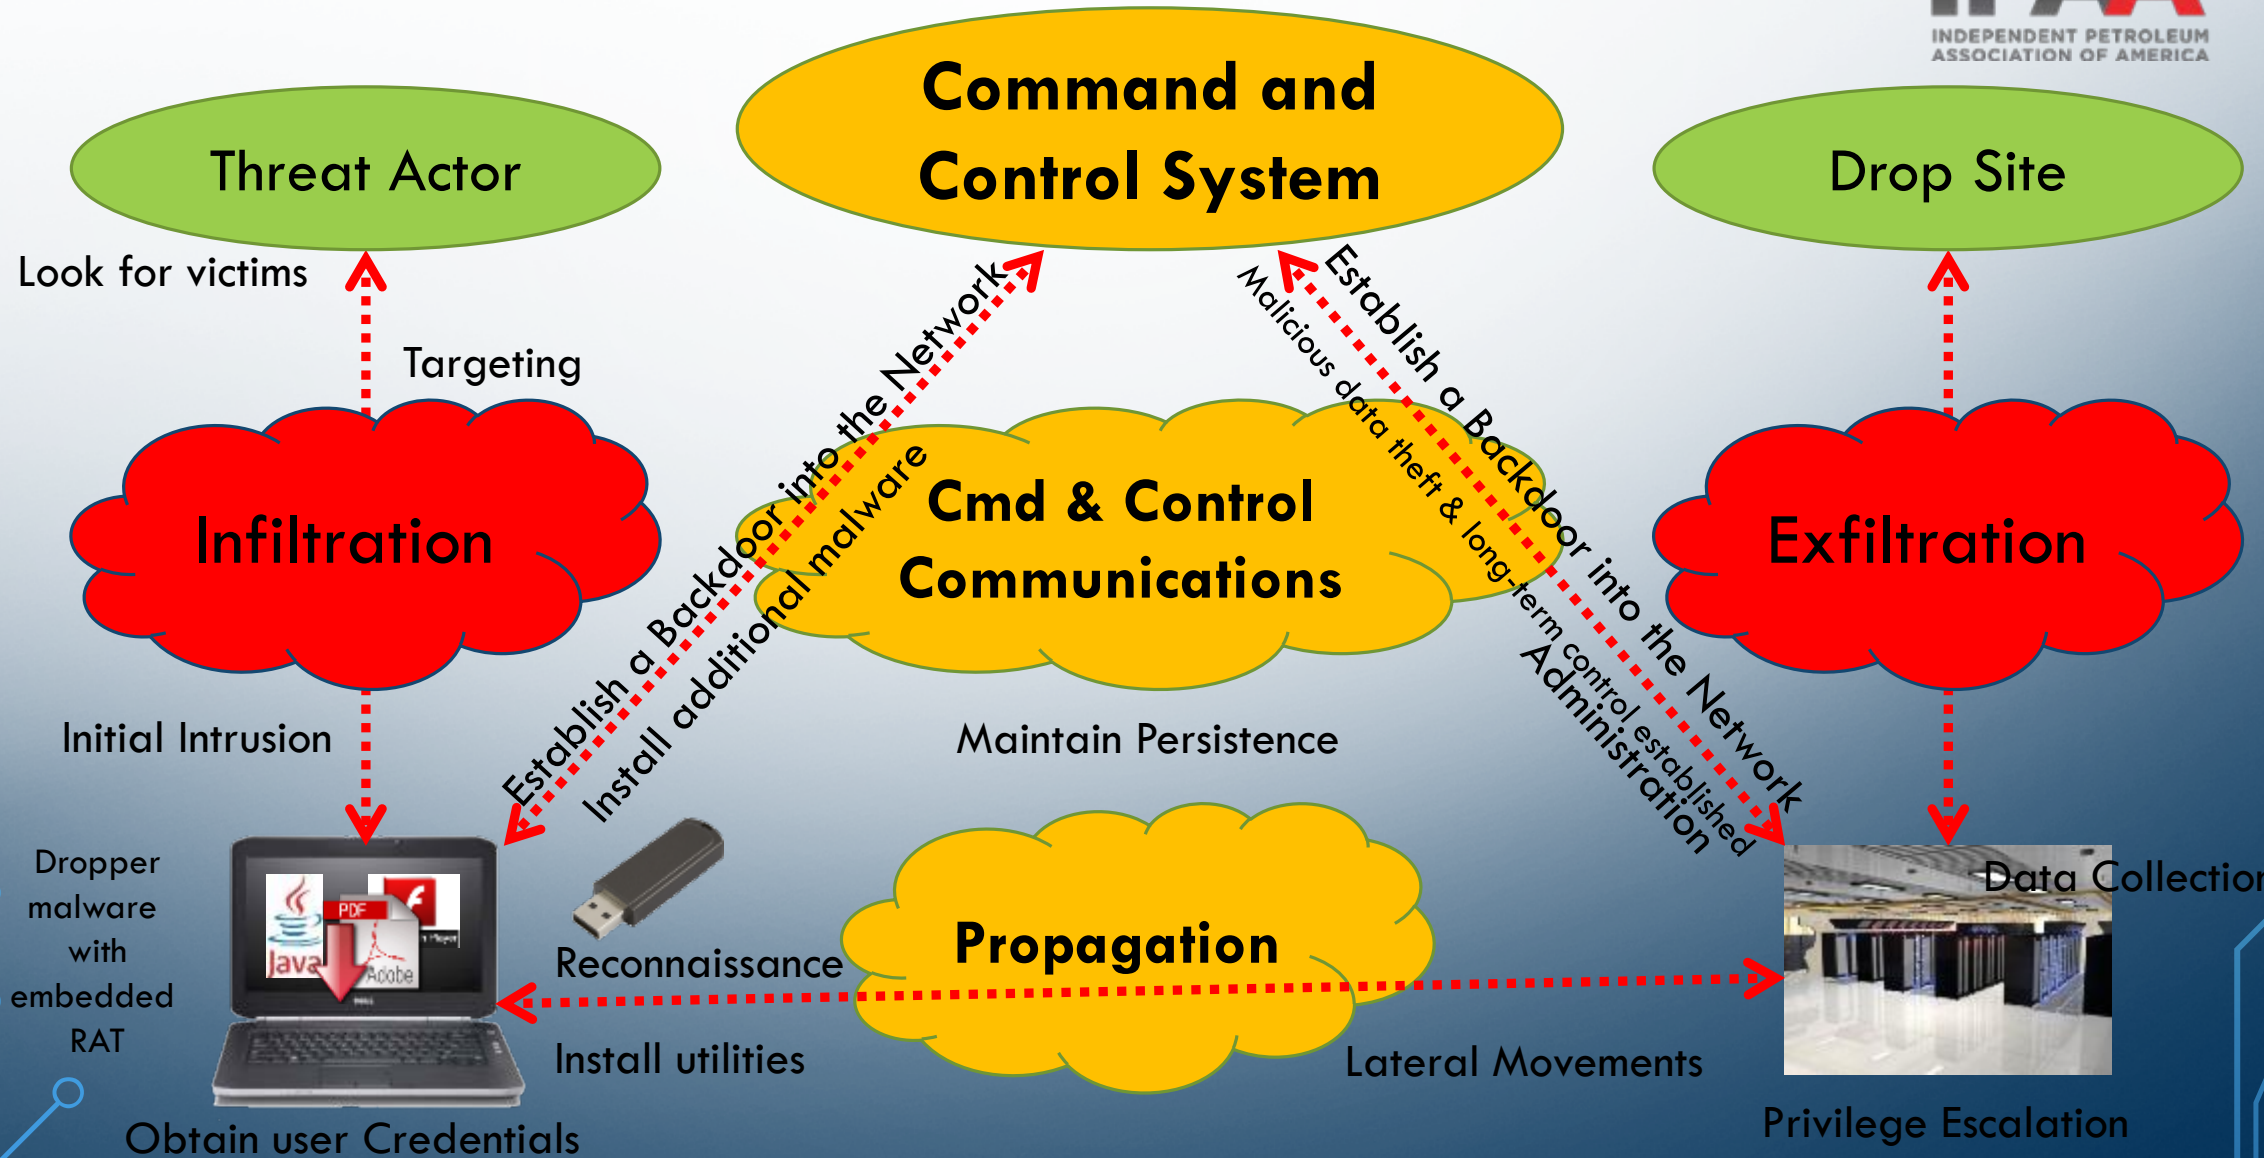 INDEPENDENT PETROLEUM
ASSOCIATION OF AMERICA
Command and
Control System
Threat Actor
Drop Site
Look for victims
Targeting
Establish a Backdoor into the Network
Install additional malware
Establish a Backdoor into the Network
Malicious data theft & long-term control established
Administration
Infiltration
Cmd & Control
Communications
Exfiltration
Initial Intrusion
Maintain Persistence
Dropper
malware
with
embedded
RAT
PDF
Java
Adobe
Player
DELL
Data Collection
Reconnaissance
Propagation
Install utilities
Lateral Movements
Obtain user Credentials
Privilege Escalation